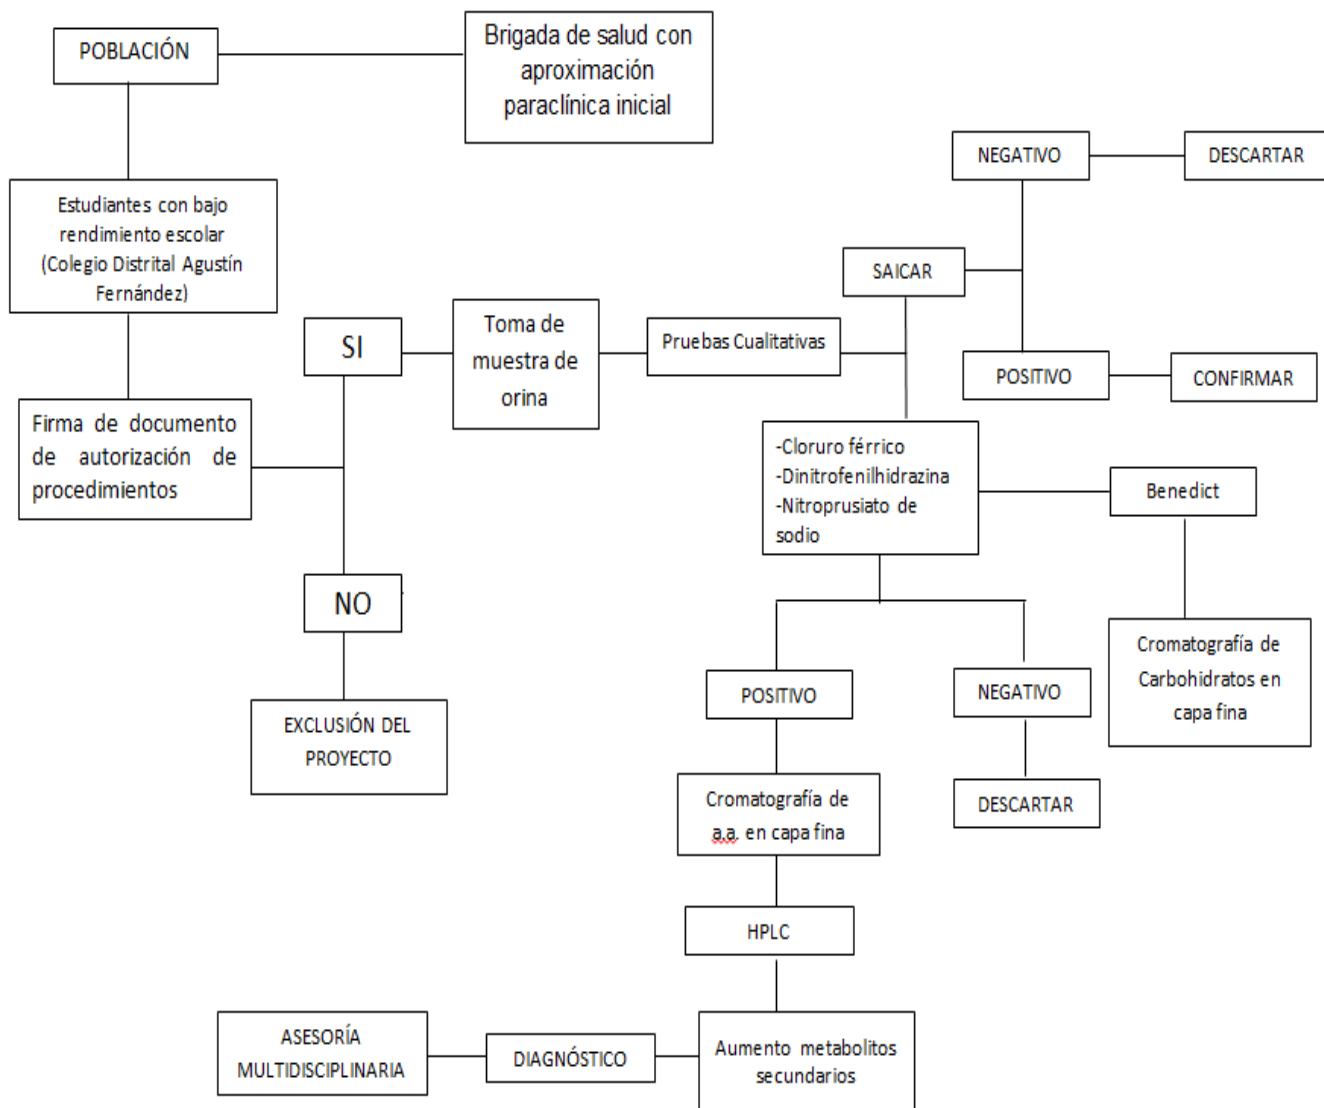 POBLACIÓN
Brigada de salud con
aproximación
paraclínica inicial
Estudiantes con bajo
rendimiento escolar
(Colegio Distrital Agustín
Fernández)
Firma de documento
de autorización de
procedimientos
SI
NO
EXCLUSIÓN DEL
PROYECTO
Toma de
muestra de
orina
Pruebas Cualitativas
SAICAR
NEGATIVO
DESCARTAR
POSITIVO
CONFIRMAR
-Cloruro férrico
-Dinitrofenilhidrazina
-Nitroprusiato de
sodio
Benedict
Cromatografía de
Carbohidratos en
capa fina
POSITIVO
NEGATIVO
DESCARTAR
Cromatografía de
a.a. en capa fina
HPLC
Aumento metabolitos
secundarios
DIAGNÓSTICO
ASESORÍA
MULTIDISCIPLINARIA